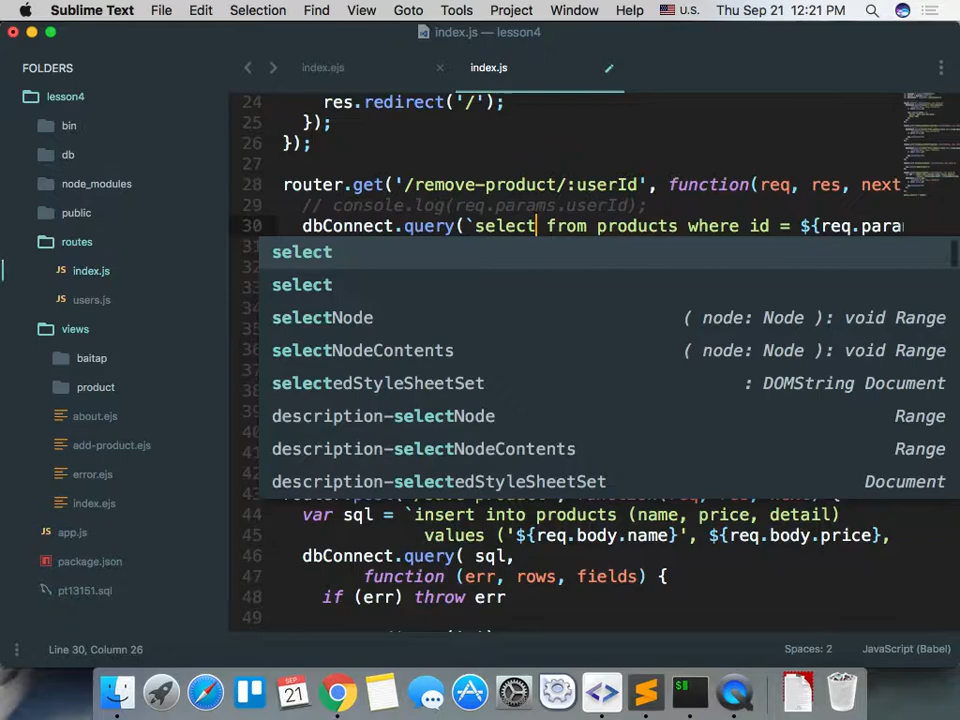 Sublime Text File Edit Selection Find View Goto Tools Project Window Help U.S. Thu Sep 21 12:21 PM
index.js — lesson4
FOLDERS
lesson4
bin
db
node_modules
public
routes
JS index.js
JS users.js
views
baitap
product
about.ejs
add-product.ejs
error.ejs
index.ejs
JS app.js
package.json
pt13151.sql
index.ejs × index.js
24 res.redirect('/');
25 });
26 });
27
28 router.get('/remove-product/:userId', function(req, res, next
29 // console.log(req.params.userId);
30 dbConnect.query(`select from products where id = ${req.para
select
select
selectNode ( node: Node ): void Range
selectNodeContents ( node: Node ): void Range
selectedStyleSheetSet : DOMString Document
description-selectNode Range
description-selectNodeContents Range
description-selectedStyleSheetSet Document
44 var sql = `insert into products (name, price, detail)
45 values ('${req.body.name}', ${req.body.price},
46 dbConnect.query( sql,
47 function (err, rows, fields) {
48 if (err) throw err
49
Line 30, Column 26 Spaces: 2 JavaScript (Babel)
SEP
21